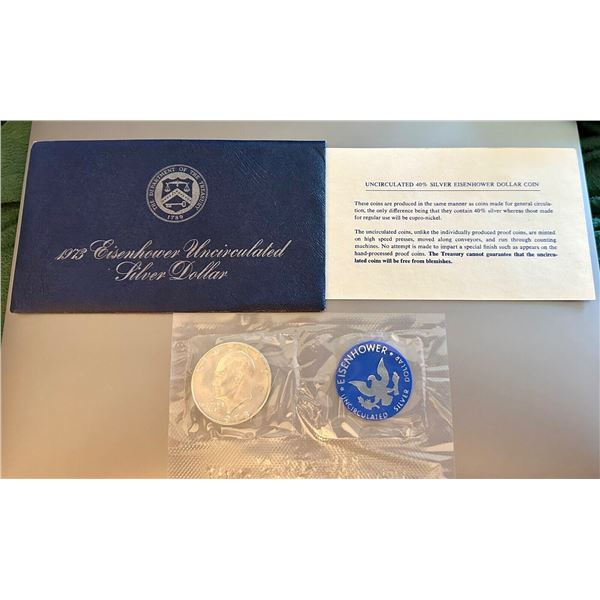 THE DEPARTMENT OF THE TREASURY
1789
1973 Eisenhower Uncirculated
Silver Dollar
UNCIRCULATED 40% SILVER EISENHOWER DOLLAR COIN
These coins are produced in the same manner as coins made for general circula-
tion, the only difference being that they contain 40% silver whereas those made
for regular use will be cupro-nickel.
The uncirculated coins, unlike the individually produced proof coins, are minted
on high speed presses, moved along conveyors, and run through counting
machines. No attempt is made to impart a special finish such as appears on the
hand-processed proof coins. The Treasury cannot guarantee that the uncircu-
lated coins will be free from blemishes.
EISENHOWER
DOLLAR
UNCIRCULATED SILVER